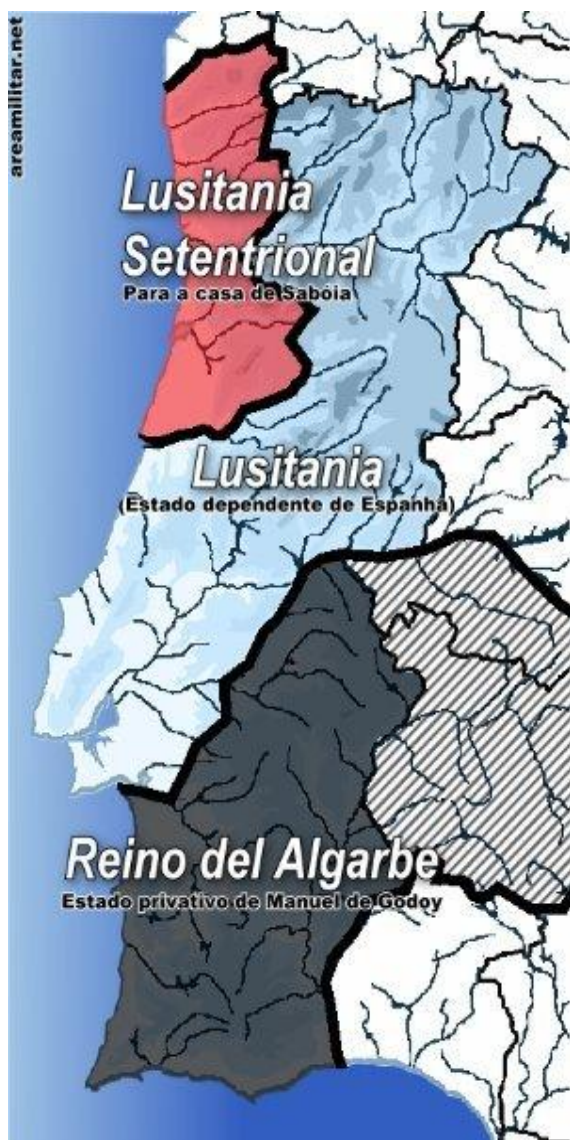 areamilitar.net
Lusitania
Setentrional
Para a casa de Sabóia
Lusitania
(Estado dependente de Espanha)
Reino del Algarbe
Estado privativo de Manuel de Godoy